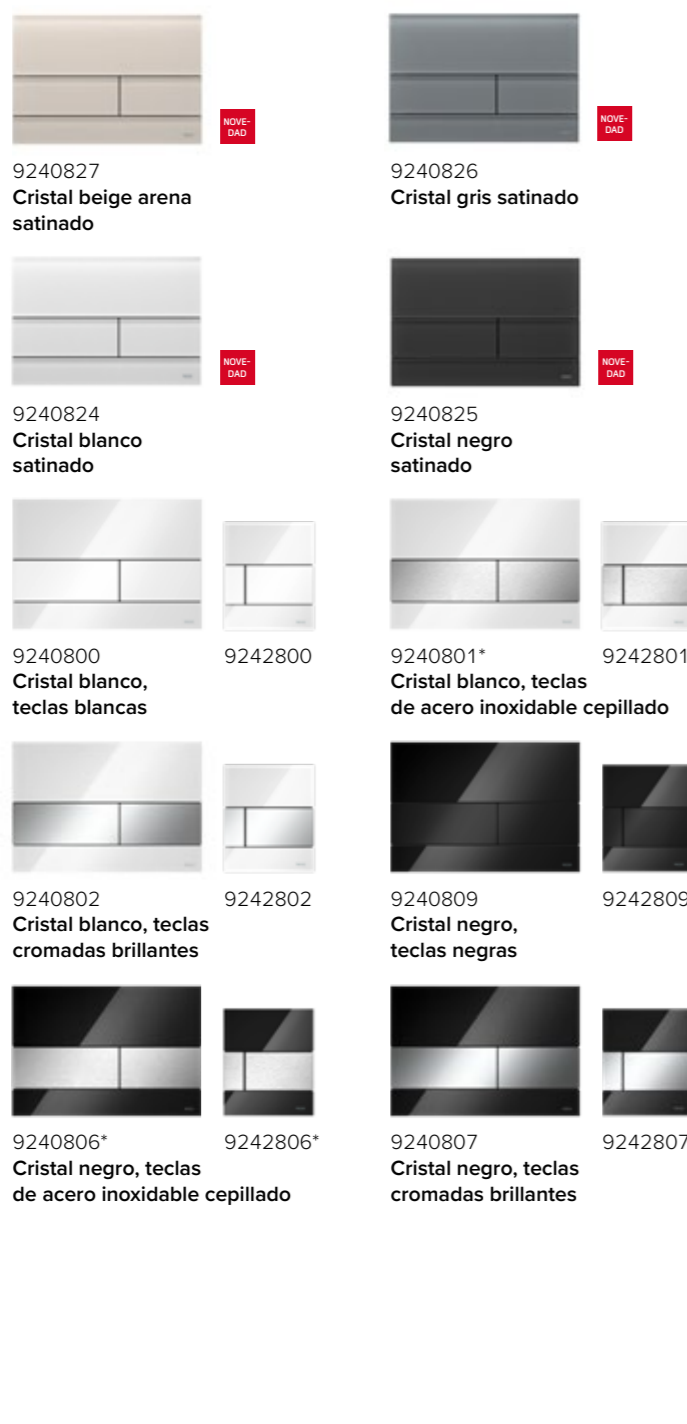 NOVE-
DAD
9240827
Cristal beige arena
satinado
NOVE-
DAD
9240826
Cristal gris satinado
NOVE-
DAD
9240824
Cristal blanco
satinado
NOVE-
DAD
9240825
Cristal negro
satinado
9240800
Cristal blanco,
teclas blancas
9242800
9240801*
Cristal blanco, teclas
de acero inoxidable cepillado
9242801
9240802
Cristal blanco, teclas
cromadas brillantes
9242802
9240809
Cristal negro,
teclas negras
9242809
9240806*
Cristal negro, teclas
de acero inoxidable cepillado
9242806*
9240807
Cristal negro, teclas
cromadas brillantes
9242807